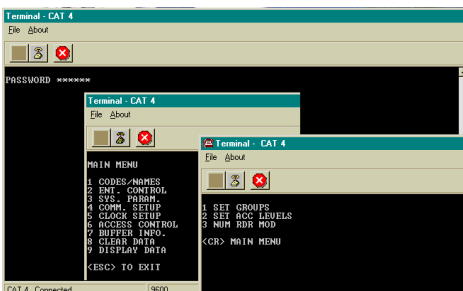 Terminal - CAT 4
File About
PASSWORD ******
Terminal - CAT 4
File About
MAIN MENU
1 CODES/NAMES
2 ENT. CONTROL
3 SYS. PARAM.
4 COMM. SETUP
5 CLOCK SETUP
6 ACCESS CONTROL
7 BUFFER INFO.
8 CLEAR DATA
9 DISPLAY DATA
<ESC> TO EXIT
Terminal - CAT 4
File About
1 SET GROUPS
2 SET ACC LEVELS
3 NUM RDR MOD
<CR> MAIN MENU
CAT 4 Connected 9600